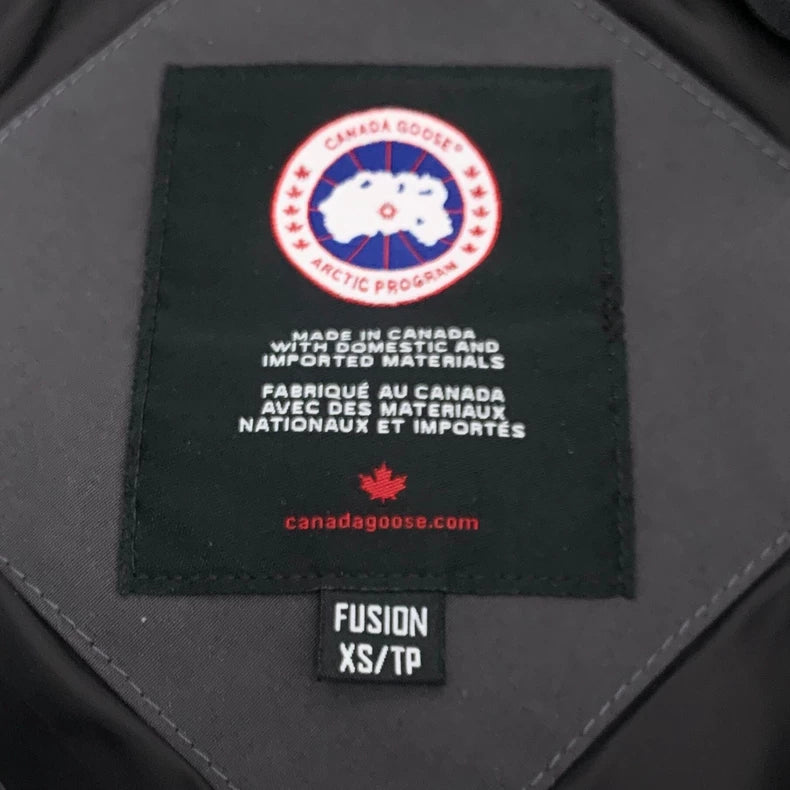 CANADA GOOSE®
ARCTIC PROGRAM
MADE IN CANADA
WITH DOMESTIC AND
IMPORTED MATERIALS
FABRIQUÉ AU CANADA
AVEC DES MATERIAUX
NATIONAUX ET IMPORTÉS
canadagoose.com
FUSION
XS/TP